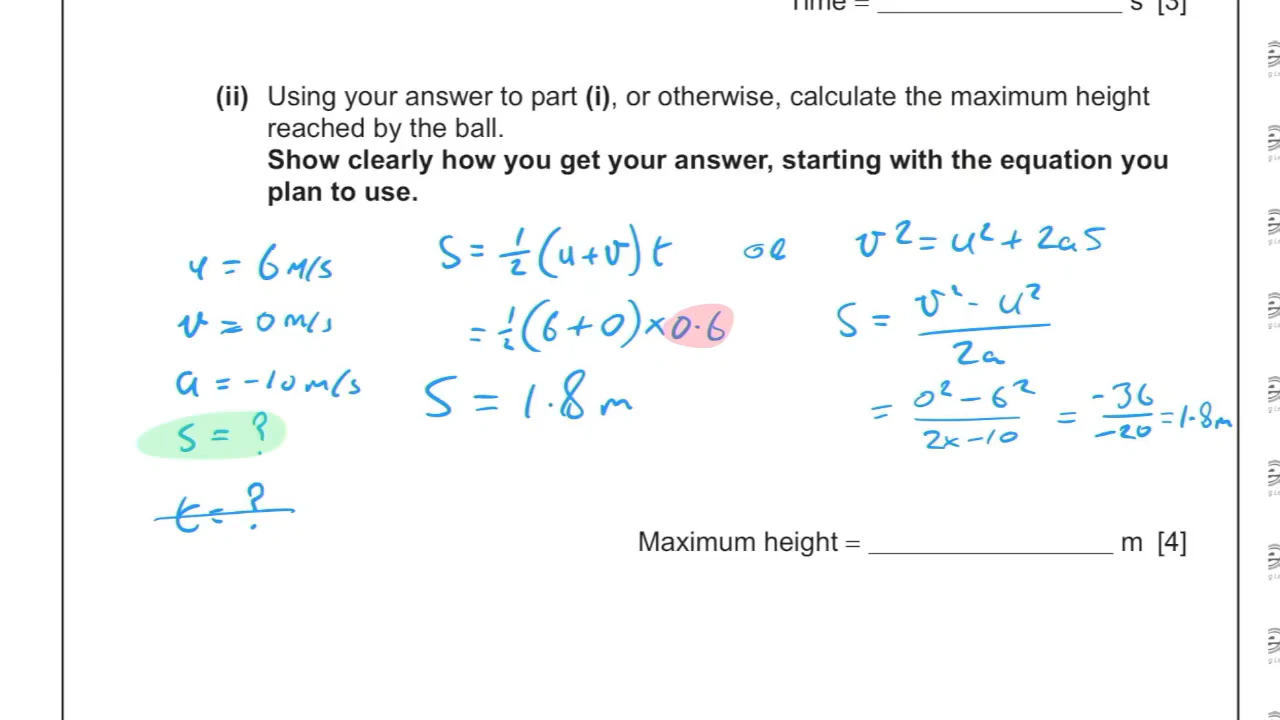 Time = ____ s [3]
(ii) Using your answer to part (i), or otherwise, calculate the maximum height
reached by the ball.
Show clearly how you get your answer, starting with the equation you
plan to use.
u = 6 m/s
v = 0 m/s
a = -10 m/s
s = ?
t = ?
S = 1/2 (u + v) t
= 1/2 (6 + 0) × 0.6
S = 1.8 m
OR
v² = u² + 2as
S = (v² - u²) / 2a
= (0² - 6²) / (2x-10) = -36 / -20 = 1.8m
Maximum height = ____ m [4]